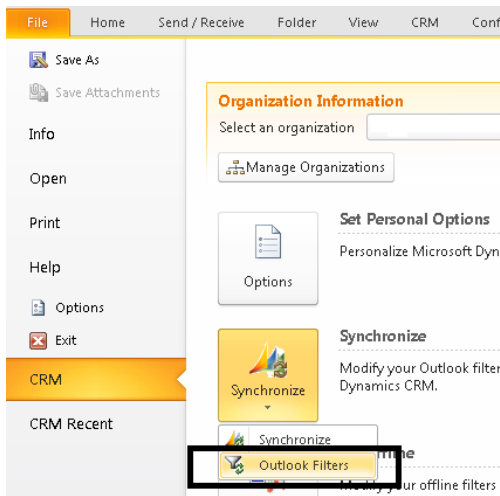 File Home Send / Receive Folder View CRM Conf
Save As
Save Attachments
Info
Open
Print
Help
Options
Exit
CRM
CRM Recent
Organization Information
Select an organization
Manage Organizations
Options
Set Personal Options
Personalize Microsoft Dyn
Synchronize
Synchronize
Modify your Outlook filter
Dynamics CRM.
Synchronize
Outlook Filters
Modify your offline filters